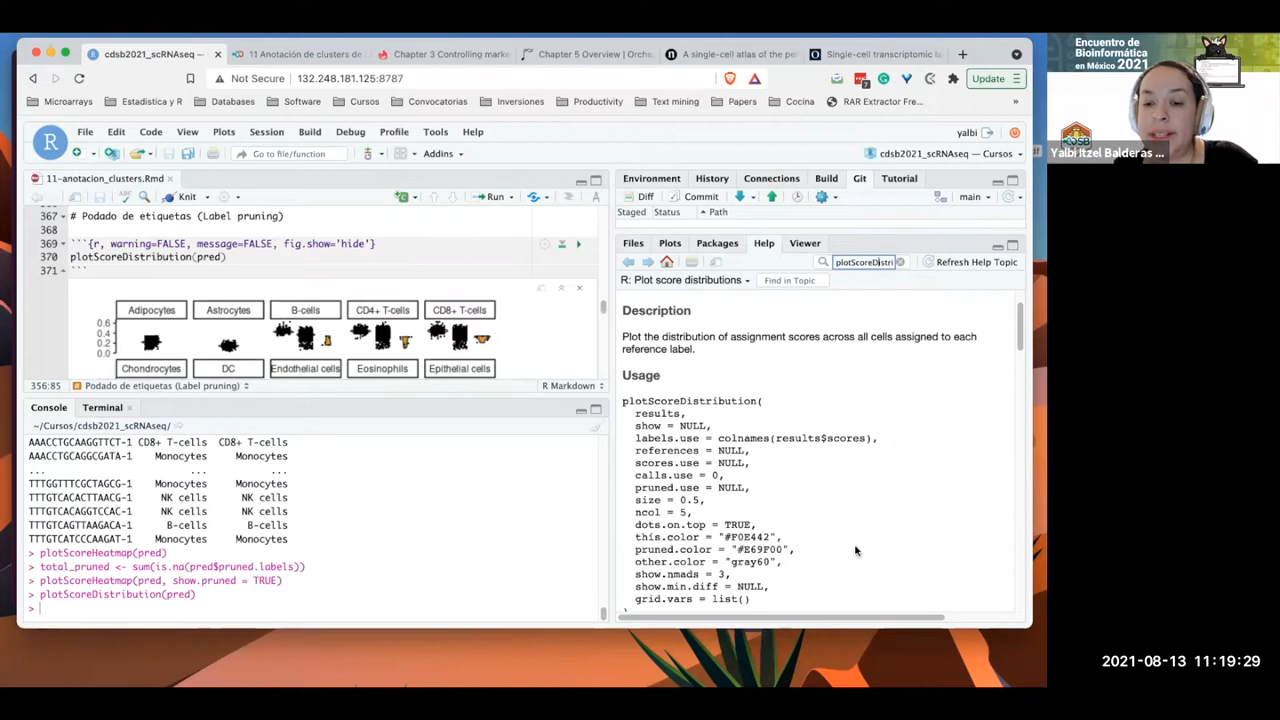 cdsb2021_scRNAseq —
11 Anotación de clusters de
Chapter 3 Controlling marke
Chapter 5 Overview | Orche
A single-cell atlas of the pe
Single-cell transcriptomic la
Not Secure
132.248.181.125:8787
Update
Microarrays
Estadistica y R
Databases
Software
Cursos
Convocatorias
Inversiones
Productivity
Text mining
Papers
Cocina
RAR Extractor Fre...
»
R
File Edit Code View Plots Session Build Debug Profile Tools Help
yalbi
Go to file/function
Addins
cdsb2021_scRNAseq — Cursos
11-anotacion_clusters.Rmd
Knit
Run
367 # Podado de etiquetas (Label pruning)
368
369 ```{r, warning=FALSE, message=FALSE, fig.show='hide'}
370 plotScoreDistribution(pred)
371 ```
Adipocytes Astrocytes B-cells CD4+ T-cells CD8+ T-cells
0.6
0.4
0.2
0.0
Chondrocytes DC Endothelial cells Eosinophils Epithelial cells
356:85
Podado de etiquetas (Label pruning)
R Markdown
Console Terminal
~/Cursos/cdsb2021_scRNAseq/
AAACCTGCAAGGTTCT-1 CD8+ T-cells CD8+ T-cells
AAACCTGCAGGCGATA-1 Monocytes Monocytes
... ... ...
TTTGGTTTCGCTAGCG-1 Monocytes Monocytes
TTTGTCACACTTAACG-1 NK cells NK cells
TTTGTCACAGGTCCAC-1 NK cells NK cells
TTTGTCAGTTAAGACA-1 B-cells B-cells
TTTGTCATCCCAAGAT-1 Monocytes Monocytes
> plotScoreHeatmap(pred)
> total_pruned <- sum(is.na(pred$pruned.labels))
> plotScoreHeatmap(pred, show.pruned = TRUE)
> plotScoreDistribution(pred)
>
Environment History Connections Build Git Tutorial
Diff
Commit
main
Staged Status Path
Files Plots Packages Help Viewer
plotScoreDistri
Refresh Help Topic
R: Plot score distributions
Find in Topic
Description
Plot the distribution of assignment scores across all cells assigned to each
reference label.
Usage
plotScoreDistribution(
results,
show = NULL,
labels.use = colnames(results$scores),
references = NULL,
scores.use = NULL,
calls.use = 0,
pruned.use = NULL,
size = 0.5,
ncol = 5,
dots.on.top = TRUE,
this.color = "#F0E442",
pruned.color = "#E69F00",
other.color = "gray60",
show.nmads = 3,
show.min.diff = NULL,
grid.vars = list()
Encuentro de
Bioinformática
en México 2021
CDSB
Yalbi Itzel Balderas ...
2021-08-13 11:19:29